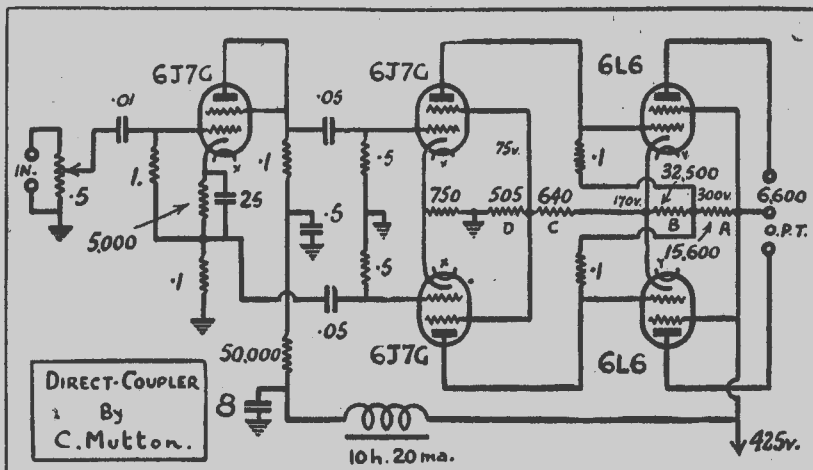 6J7G
6J7G
6L6
.01
.05
IN.
.5
1.
x
25
.1
.5
x
75v.
.1
Y
32,500
5,000
.5
750
505
640
170v.
300v.
6,600
D
C
B
A
O.P.T.
15,600
.1
.5
x
.1
Y
.05
50,000
6J7G
6L6
DIRECT-COUPLER
By
C. Mutton.
8
10h. 20 ma.
425v.